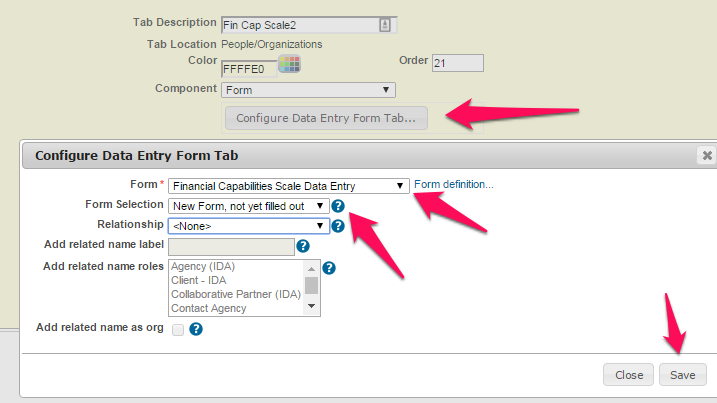 Tab Description Fin Cap Scale2
Tab Location People/Organizations
Color FFFFE0 Order 21
Component Form
Configure Data Entry Form Tab...
Configure Data Entry Form Tab
Form * Financial Capabilities Scale Data Entry Form definition...
Form Selection New Form, not yet filled out ?
Relationship <None> ?
Add related name label ?
Add related name roles Agency (IDA) ?
Client - IDA
Collaborative Partner (IDA)
Contact Agency
Add related name as org ?
Close Save